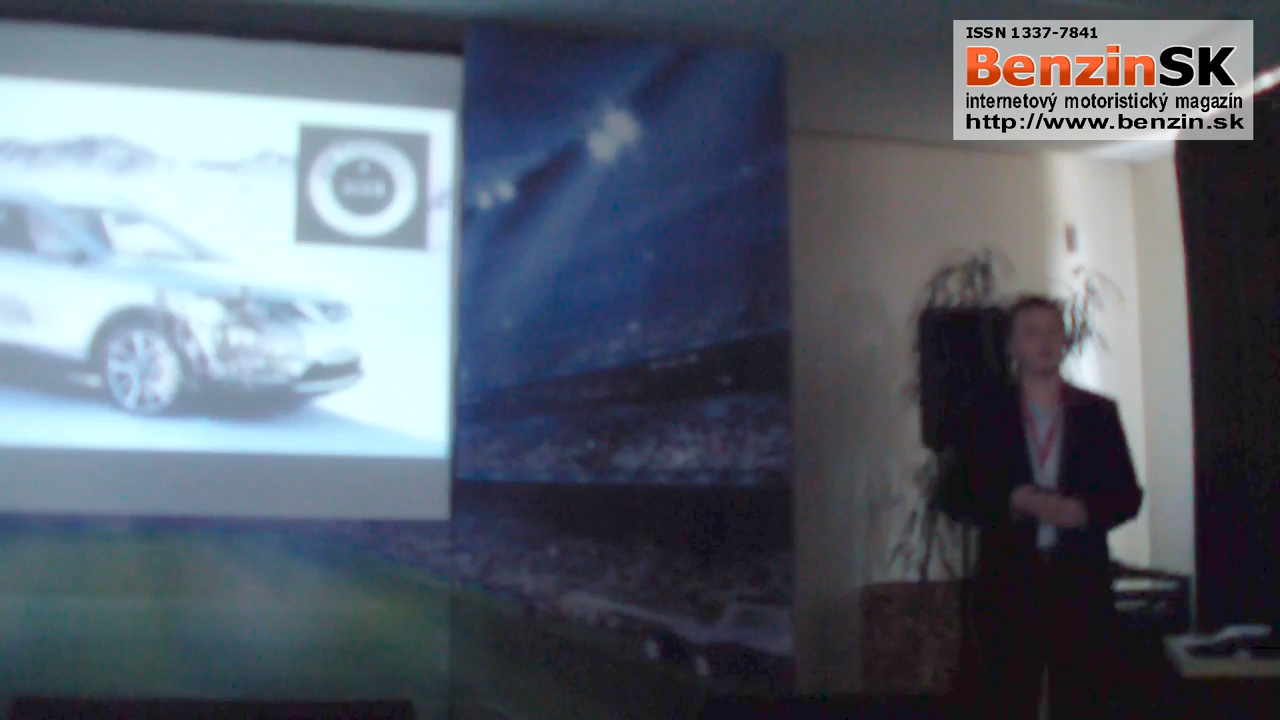 ISSN 1337-7841
BenzinSK
internetový motoristický magazín
http://www.benzin.sk